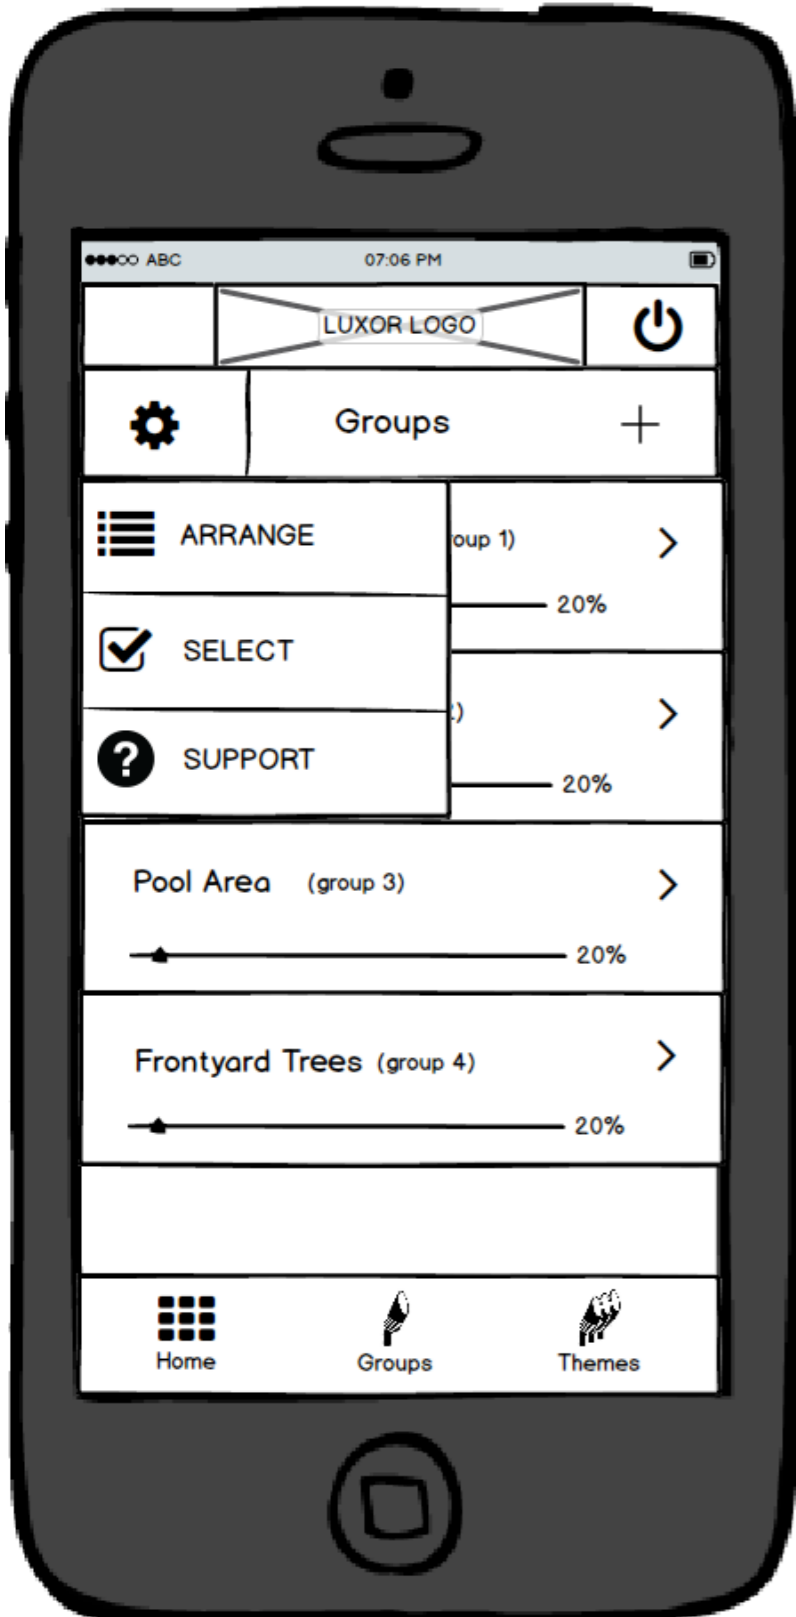 ABC 07:06 PM
LUXOR LOGO
Groups
ARRANGE
oup 1)
20%
SELECT
)
20%
SUPPORT
Pool Area (group 3)
20%
Frontyard Trees (group 4)
20%
Home Groups Themes